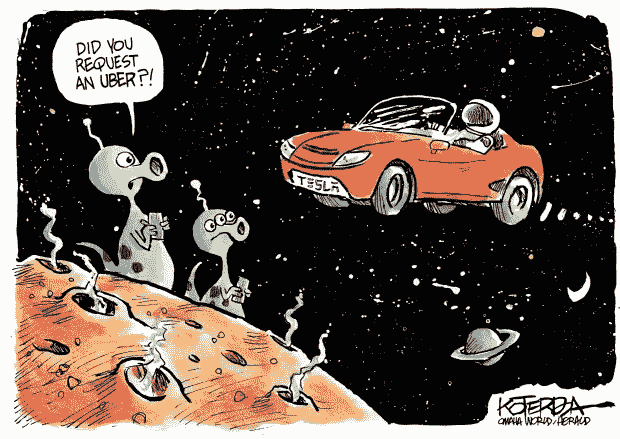 DID YOU
REQUEST
AN UBER?!
TESLA
KOTERBA
OMAHA WORLD/HERALD